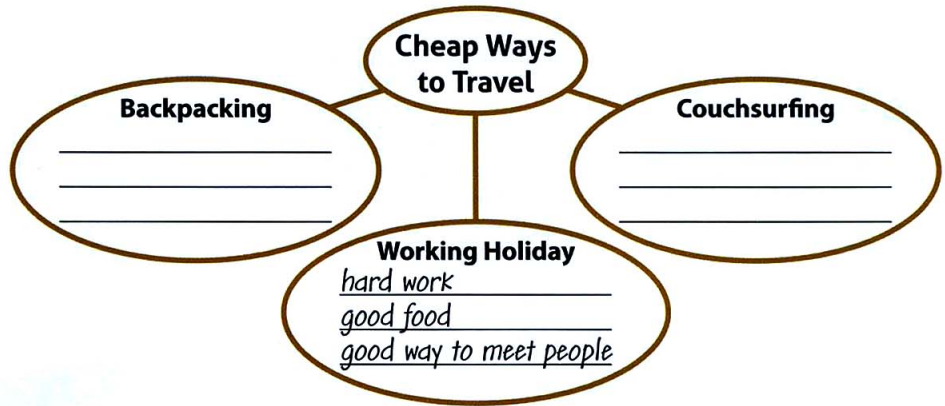 Cheap Ways
to Travel
Backpacking
Couchsurfing
Working Holiday
hard work
good food
good way to meet people